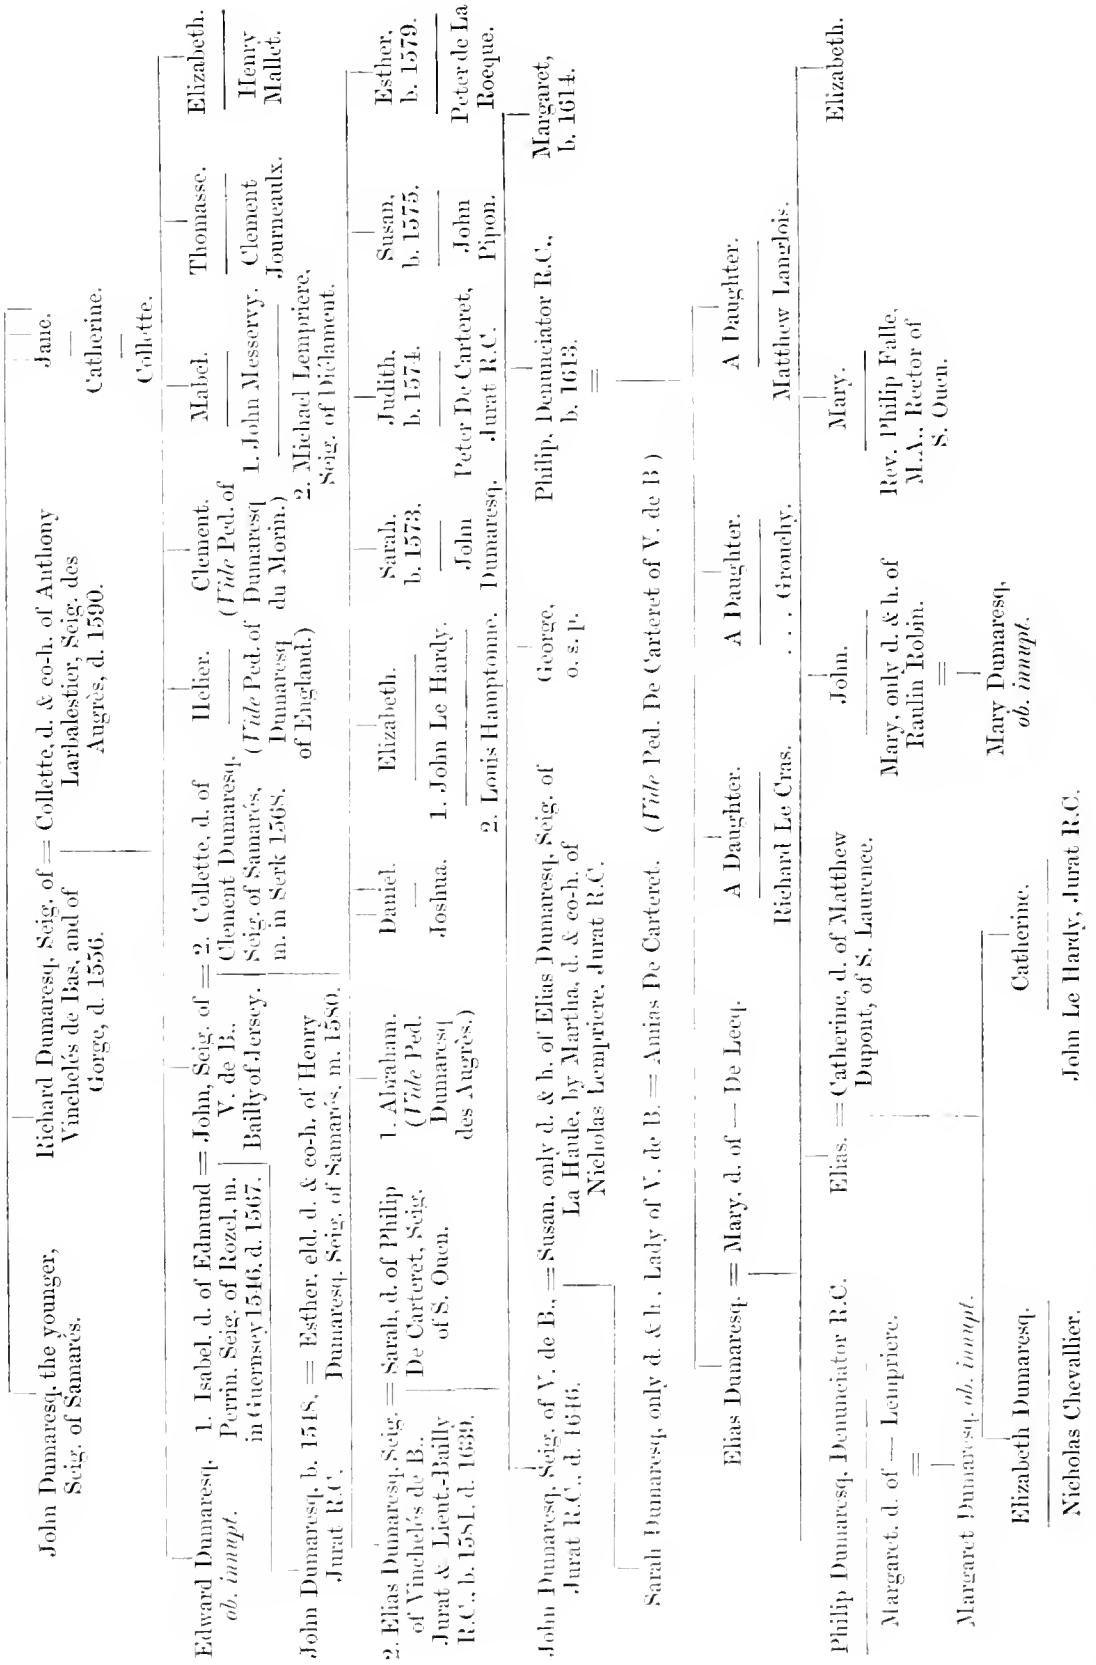 John Dumaresq, the younger,
Seig. of Samarés.
Richard Dumaresq, Seig. of = Collette, d. & co-h. of Anthony
Vinchelés de Bas, and of
Gorge, d. 1556.
Larbalestier, Seig. des
Augrès, d. 1590.
Jane.
Catherine.
Collette.
Edward Dumaresq,
ob. innupt.
1. Isabel, d. of Edmund = John, Seig. of = 2. Collette, d. of
Perrin, Seig. of Rozel, m.
in Guernsey 1546, d. 1567.
V. de B.,
Bailly of Jersey.
Clement Dumaresq,
Seig. of Samarés,
m. in Serk 1568.
Helier.
(Vide Ped. of
Dumaresq
of England.)
Clement.
(Vide Ped. of
Dumaresq
du Morin.)
Mabel.
1. John Messervy.
2. Michael Lempriere,
Seig. of Diélament.
Thomasse.
Clement
Journeaulx.
Elizabeth.
Henry
Mallet.
John Dumaresq, b. 1548, = Esther, eld. d. & co-h. of Henry
Jurat R.C.
Dumaresq, Seig. of Samarés, m. 1580.
2. Elias Dumaresq, Seig. = Sarah, d. of Philip
of Vinchelés de B.,
Jurat & Lieut.-Bailly
R.C., b. 1581, d. 1639.
De Carteret, Seig.
of S. Ouen.
1. Abraham.
(Vide Ped.
Dumaresq
des Augrès.)
Daniel.
Joshua.
Elizabeth.
1. John Le Hardy.
2. Louis Hamptonne.
Sarah.
b. 1573.
John
Dumaresq.
Judith.
b. 1574.
Peter De Carteret,
Jurat R.C.
Susan,
b. 1575.
John
Pipon.
Esther,
b. 1579.
Peter de La
Rocque.
John Dumaresq, Seig. of V. de B., = Susan, only d. & h. of Elias Dumaresq, Seig. of
Jurat R.C., d. 1646.
La Haule, by Martha, d. & co-h. of
Nicholas Lempriere, Jurat R.C.
George,
o. s. p.
Philip, Denunciator R.C.,
b. 1613.
=
Margaret,
b. 1614.
Sarah Dumaresq, only d. & h., Lady of V. de B. = Annias De Carteret. (Vide Ped. De Carteret of V. de B )
Elias Dumaresq. = Mary, d. of — De Lecq.
A Daughter.
Richard Le Cras.
A Daughter.
. . . Grouchy.
A Daughter.
Matthew Langlois.
Philip Dumaresq, Denunciator R.C.
Margaret, d. of — Lempriere.
=
Margaret Dumaresq, ob. innupt.
Elias. = Catherine, d. of Matthew
Dupont, of S. Laurence.
John.
Mary, only d. & h. of
Raulin Robin.
=
Mary Dumaresq,
ob. innupt.
Mary.
Rev. Philip Falle,
M.A., Rector of
S. Ouen.
Elizabeth.
Elizabeth Dumaresq.
Nicholas Chevallier.
Catherine.
John Le Hardy, Jurat R.C.